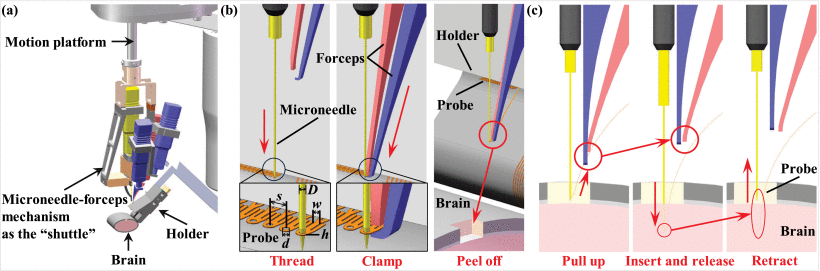 (a)
Motion platform
Microneedle-forceps
mechanism
as the “shuttle”
Holder
Brain
(b)
Forceps
Microneedle
D
s
w
d
h
Probe
Thread
Clamp
Holder
Probe
Brain
Peel off
(c)
Probe
Brain
Pull up
Insert and release
Retract